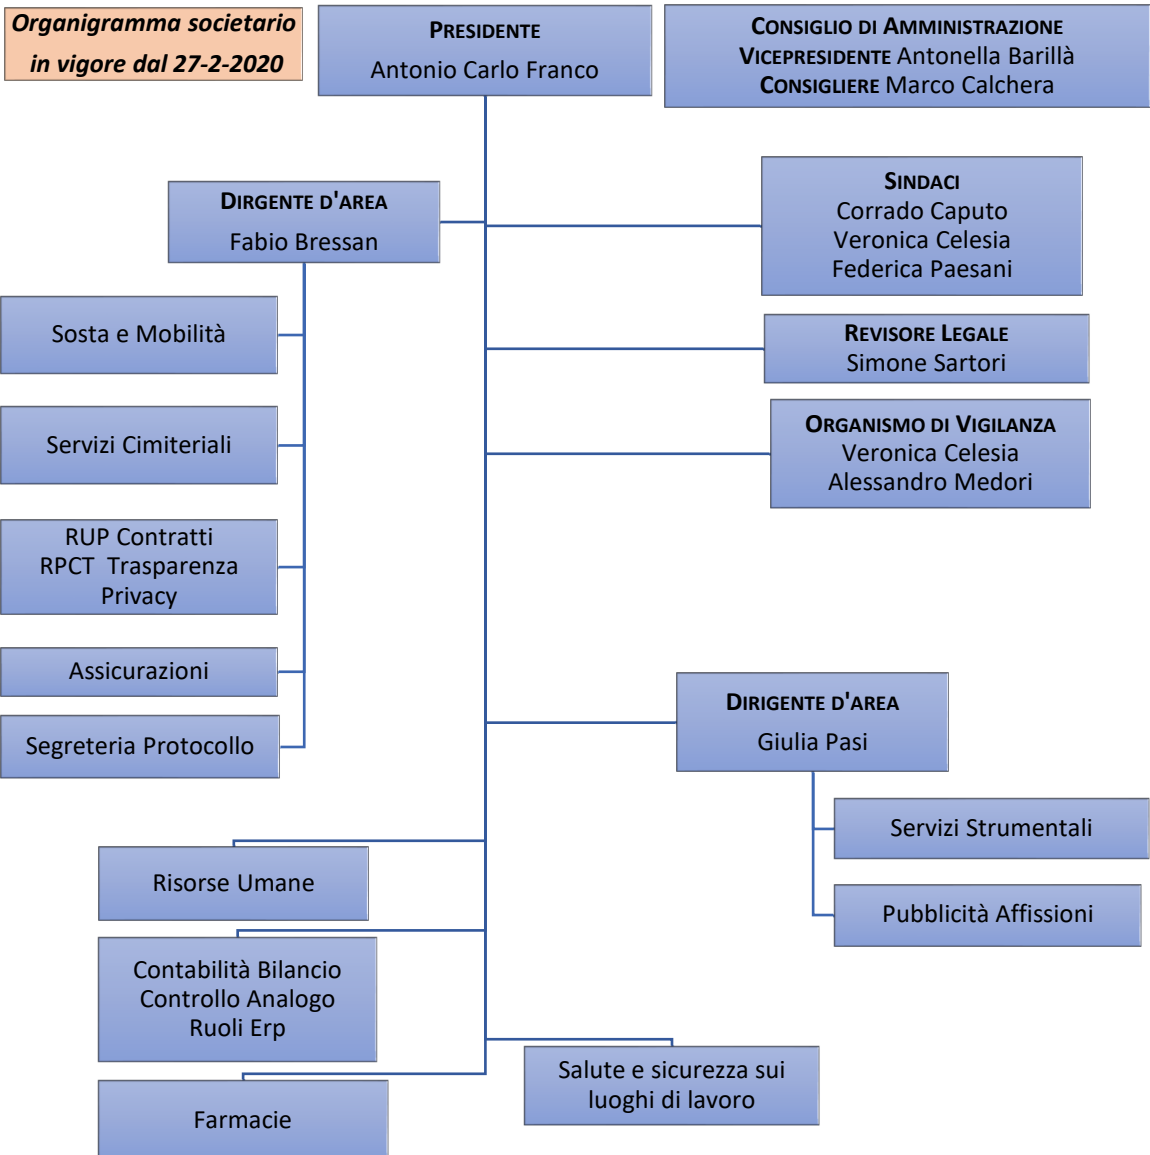 Organigramma societario
in vigore dal 27-2-2020
PRESIDENTE
Antonio Carlo Franco
CONSIGLIO DI AMMINISTRAZIONE
VICEPRESIDENTE Antonella Barillà
CONSIGLIERE Marco Calchera
DIRGENTE D'AREA
Fabio Bressan
SINDACI
Corrado Caputo
Veronica Celesia
Federica Paesani
Sosta e Mobilità
REVISORE LEGALE
Simone Sartori
Servizi Cimiteriali
ORGANISMO DI VIGILANZA
Veronica Celesia
Alessandro Medori
RUP Contratti
RPCT Trasparenza
Privacy
Assicurazioni
Segreteria Protocollo
DIRIGENTE D'AREA
Giulia Pasi
Servizi Strumentali
Pubblicità Affissioni
Risorse Umane
Contabilità Bilancio
Controllo Analogo
Ruoli Erp
Salute e sicurezza sui
luoghi di lavoro
Farmacie